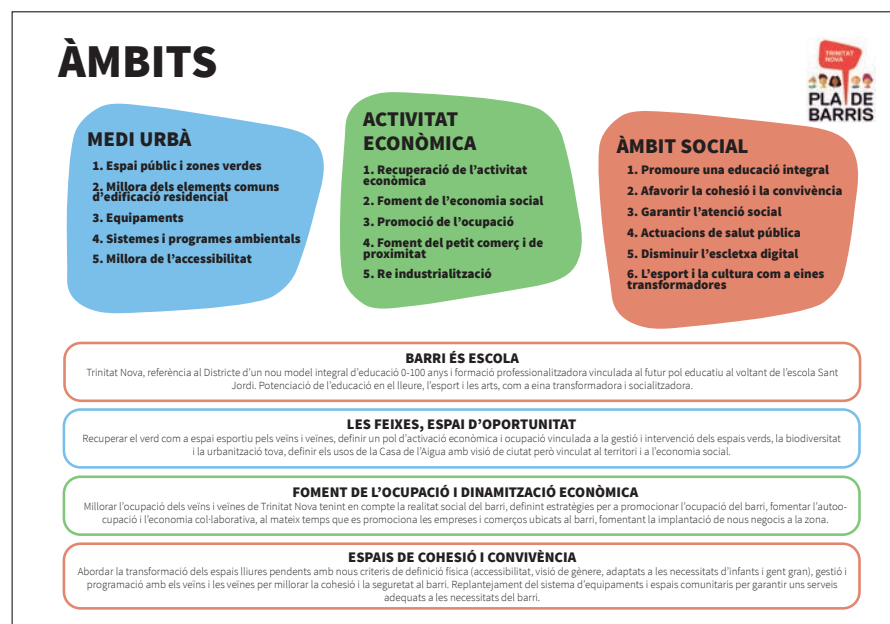 ÀMBITS
TRINITAT
NOVA
PLA DE
BARRIS
MEDI URBÀ
1. Espai públic i zones verdes
2. Millora dels elements comuns
d'edificació residencial
3. Equipaments
4. Sistemes i programes ambientals
5. Millora de l'accessibilitat
ACTIVITAT
ECONÒMICA
1. Recuperació de l'activitat
econòmica
2. Foment de l'economia social
3. Promoció de l'ocupació
4. Foment del petit comerç i de
proximitat
5. Re industrialització
ÀMBIT SOCIAL
1. Promoure una educació integral
2. Afavorir la cohesió i la convivència
3. Garantir l'atenció social
4. Actuacions de salut pública
5. Disminuir l'escletxa digital
6. L'esport i la cultura com a eines
transformadores
BARRI ÉS ESCOLA
Trinitat Nova, referència al Districte d'un nou model integral d'educació 0-100 anys i formació professionalitzadora vinculada al futur pol educatiu al voltant de l'escola Sant
Jordi. Potenciació de l'educació en el lleure, l'esport i les arts, com a eina transformadora i socialitzadora.
LES FEIXES, ESPAI D'OPORTUNITAT
Recuperar el verd com a espai esportiu pels veïns i veïnes, definir un pol d'activació econòmica i ocupació vinculada a la gestió i intervenció dels espais verds, la biodiversitat
i la urbanització tova, definir els usos de la Casa de l'Aigua amb visió de ciutat però vinculat al territori i a l'economia social.
FOMENT DE L'OCUPACIÓ I DINAMITZACIÓ ECONÒMICA
Millorar l'ocupació dels veïns i veïnes de Trinitat Nova tenint en compte la realitat social del barri, definint estratègies per a promocionar l'ocupació del barri, fomentar l'autoo-
cupació i l'economia col·laborativa, al mateix temps que es promociona les empreses i comerços ubicats al barri, fomentant la implantació de nous negocis a la zona.
ESPAIS DE COHESIÓ I CONVIVÈNCIA
Abordar la transformació dels espais lliures pendents amb nous criteris de definició física (accessibilitat, visió de gènere, adaptats a les necessitats d'infants i gent gran), gestió i
programació amb els veïns i les veïnes per millorar la cohesió i la seguretat al barri. Replantejament del sistema d'equipaments i espais comunitaris per garantir uns serveis
adequats a les necessitats del barri.